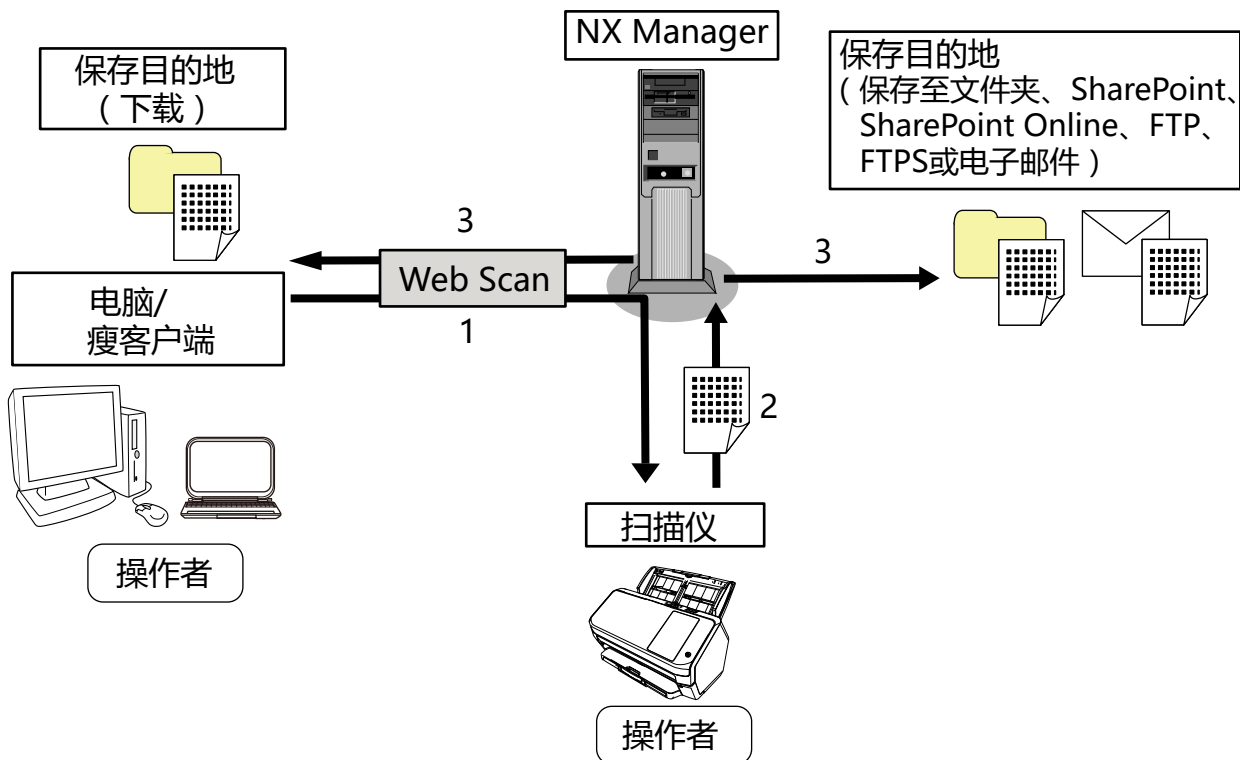 NX Manager
保存目的地
（下载）
保存目的地
（保存至文件夹、SharePoint、
SharePoint Online、FTP、
FTPS或电子邮件）
3
Web Scan
3
1
电脑/
瘦客户端
2
扫描仪
操作者
操作者